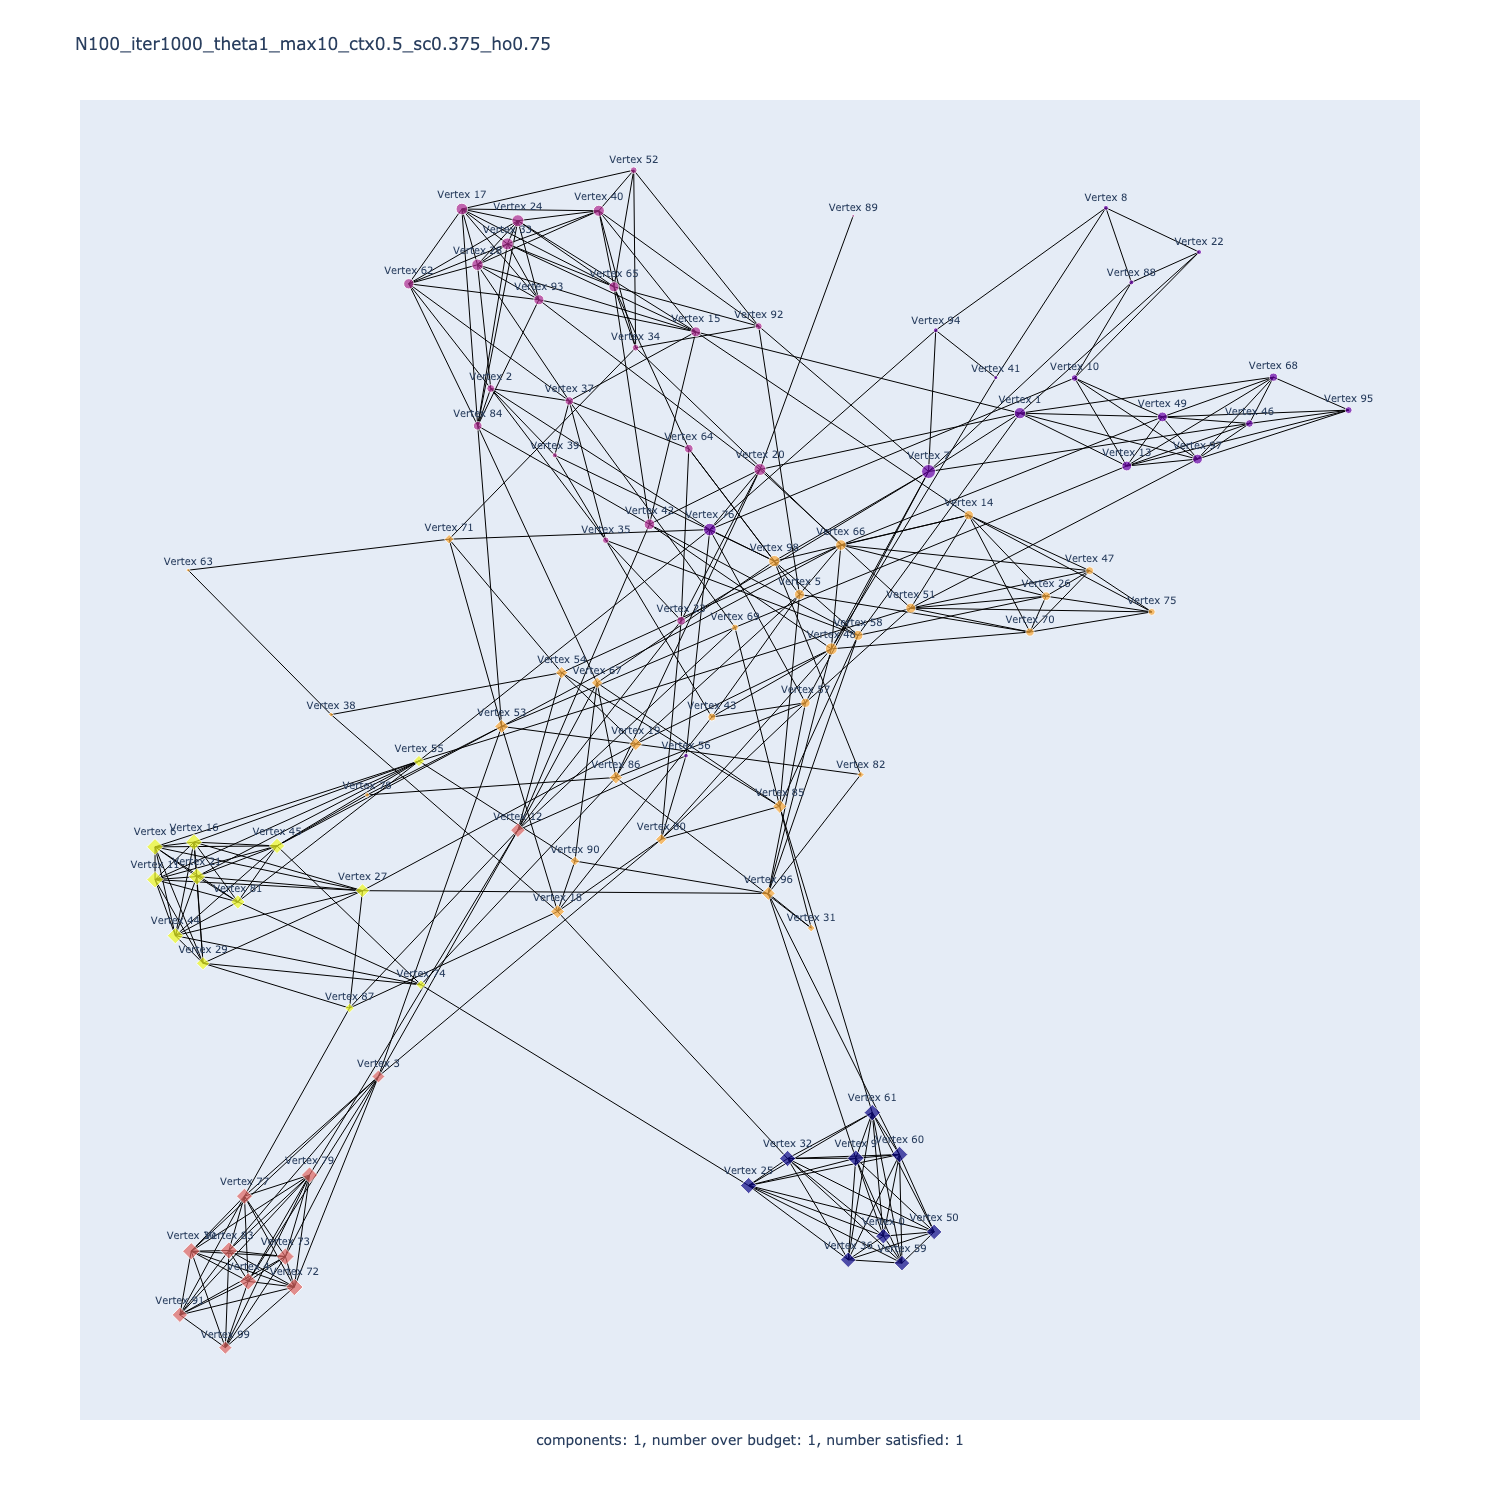 N100_iter1000_theta1_max10_ctx0.5_sc0.375_ho0.75
Vertex 52
Vertex 17
Vertex 40
Vertex 24
Vertex 89
Vertex 8
Vertex 33
Vertex 22
Vertex 62
Vertex 65
Vertex 88
Vertex 93
Vertex 15
Vertex 92
Vertex 94
Vertex 34
Vertex 2
Vertex 37
Vertex 41
Vertex 10
Vertex 68
Vertex 1
Vertex 49
Vertex 46
Vertex 95
Vertex 84
Vertex 39
Vertex 64
Vertex 20
Vertex 7
Vertex 13
Vertex 97
Vertex 14
Vertex 42
Vertex 76
Vertex 71
Vertex 35
Vertex 66
Vertex 98
Vertex 63
Vertex 47
Vertex 5
Vertex 26
Vertex 51
Vertex 75
Vertex 69
Vertex 58
Vertex 70
Vertex 48
Vertex 54
Vertex 67
Vertex 57
Vertex 38
Vertex 53
Vertex 43
Vertex 19
Vertex 55
Vertex 56
Vertex 86
Vertex 82
Vertex 85
Vertex 12
Vertex 6
Vertex 16
Vertex 45
Vertex 80
Vertex 90
Vertex 11
Vertex 21
Vertex 27
Vertex 96
Vertex 81
Vertex 18
Vertex 44
Vertex 31
Vertex 29
Vertex 74
Vertex 87
Vertex 3
Vertex 61
Vertex 32
Vertex 9
Vertex 60
Vertex 79
Vertex 77
Vertex 25
Vertex 50
Vertex 0
Vertex 83
Vertex 73
Vertex 59
Vertex 4
Vertex 72
Vertex 91
Vertex 99
components: 1, number over budget: 1, number satisfied: 1